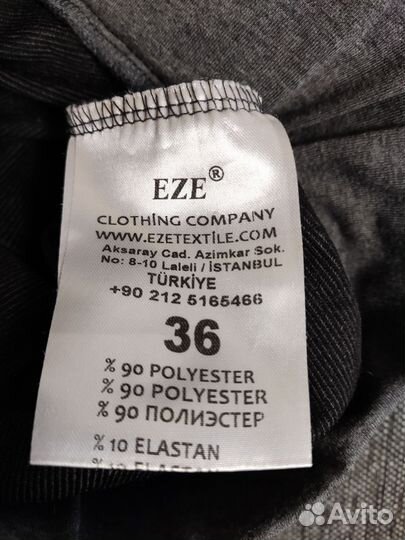 EZE®
CLOTHING COMPANY
WWW.EZETEXTILE.COM
Aksaray Cad. Azimkar Sok.
No: 8-10 Laleli / İSTANBUL
TÜRKİYE
+90 212 5165466
36
% 90 POLYESTER
% 90 POLYESTER
% 90 ПОЛИЭСТЕР
% 10 ELASTAN
Avito